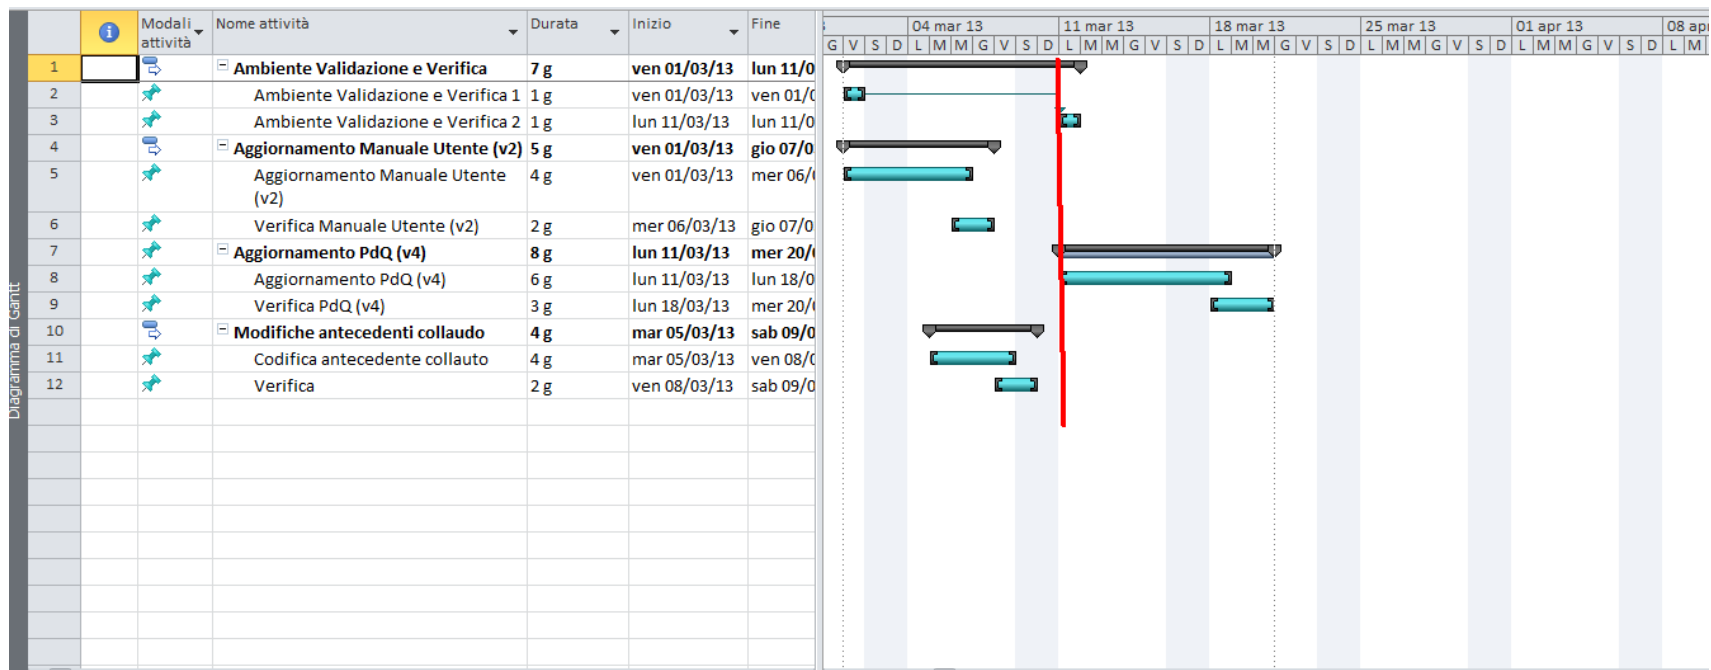 Modali attività Nome attività Durata Inizio Fine
04 mar 13 11 mar 13 18 mar 13 25 mar 13 01 apr 13 08 apr
G V S D L M M G V S D L M M G V S D L M M G V S D L M M G V S D L M M G V S D L M
1 Ambiente Validazione e Verifica 7 g ven 01/03/13 lun 11/0
2 Ambiente Validazione e Verifica 1 1 g ven 01/03/13 ven 01/0
3 Ambiente Validazione e Verifica 2 1 g lun 11/03/13 lun 11/0
4 Aggiornamento Manuale Utente (v2) 5 g ven 01/03/13 gio 07/0
5 Aggiornamento Manuale Utente (v2) 4 g ven 01/03/13 mer 06/
6 Verifica Manuale Utente (v2) 2 g mer 06/03/13 gio 07/0
7 Aggiornamento PdQ (v4) 8 g lun 11/03/13 mer 20/
8 Aggiornamento PdQ (v4) 6 g lun 11/03/13 lun 18/0
9 Verifica PdQ (v4) 3 g lun 18/03/13 mer 20/
10 Modifiche antecedenti collaudo 4 g mar 05/03/13 sab 09/0
11 Codifica antecedente collauto 4 g mar 05/03/13 ven 08/0
12 Verifica 2 g ven 08/03/13 sab 09/0
Diagramma di Gantt